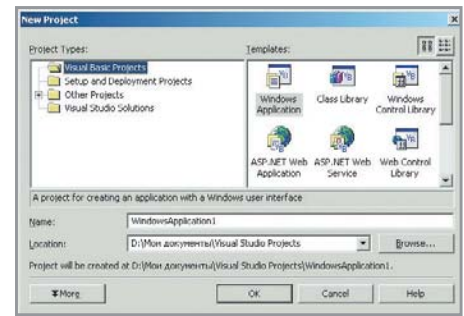 New Project
Project Types:
Templates:
Visual Basic Projects
Setup and Deployment Projects
Other Projects
Visual Studio Solutions
Windows Application
Class Library
Windows Control Library
ASP.NET Web Application
ASP.NET Web Service
Web Control Library
A project for creating an application with a Windows user interface
Name:
WindowsApplication1
Location:
D:\Мои документы\Visual Studio Projects
Browse...
Project will be created at D:\Мои документы\Visual Studio Projects\WindowsApplication1.
More
OK
Cancel
Help